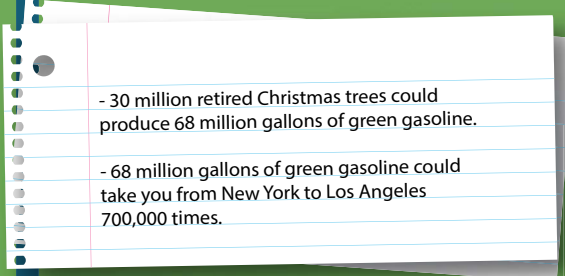 - 30 million retired Christmas trees could
produce 68 million gallons of green gasoline.
- 68 million gallons of green gasoline could
take you from New York to Los Angeles
700,000 times.